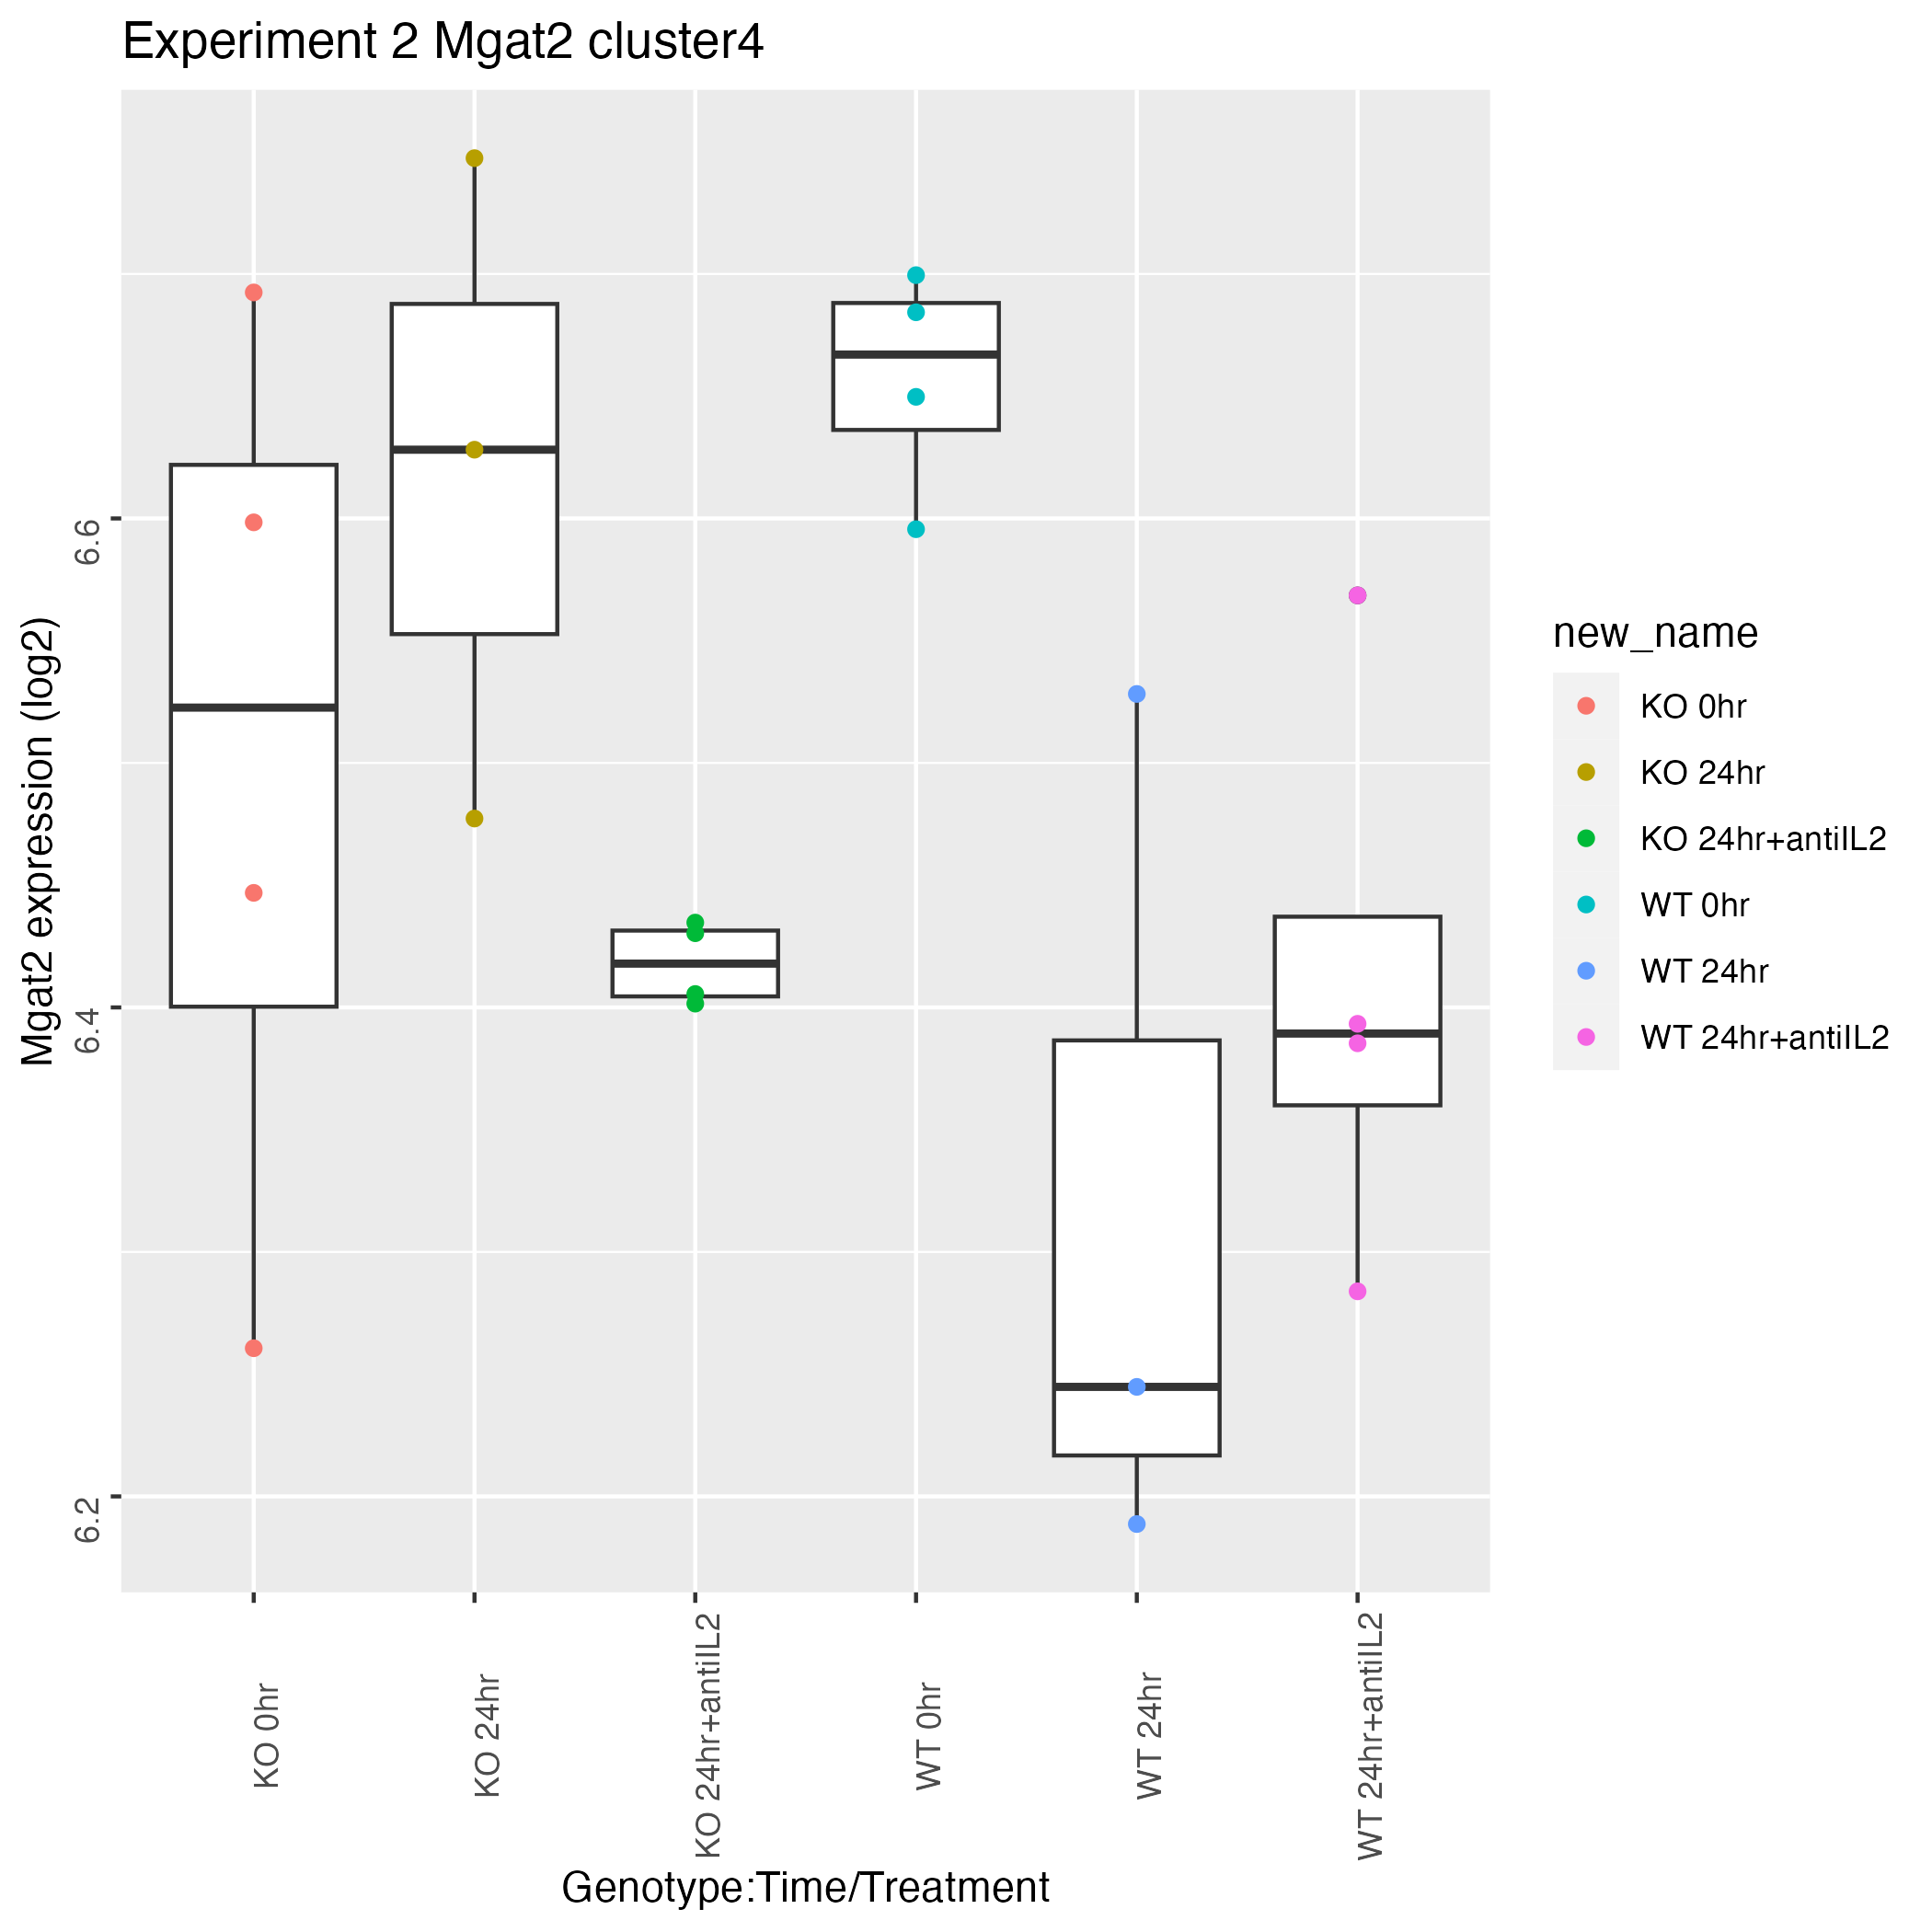 Experiment 2 Mgat2 cluster4
Mgat2 expression (log2)
6.6
6.4
6.2
KO 0hr
KO 24hr
KO 24hr+antiIL2
WT 0hr
WT 24hr
WT 24hr+antiIL2
Genotype:Time/Treatment
new_name
KO 0hr
KO 24hr
KO 24hr+antiIL2
WT 0hr
WT 24hr
WT 24hr+antiIL2